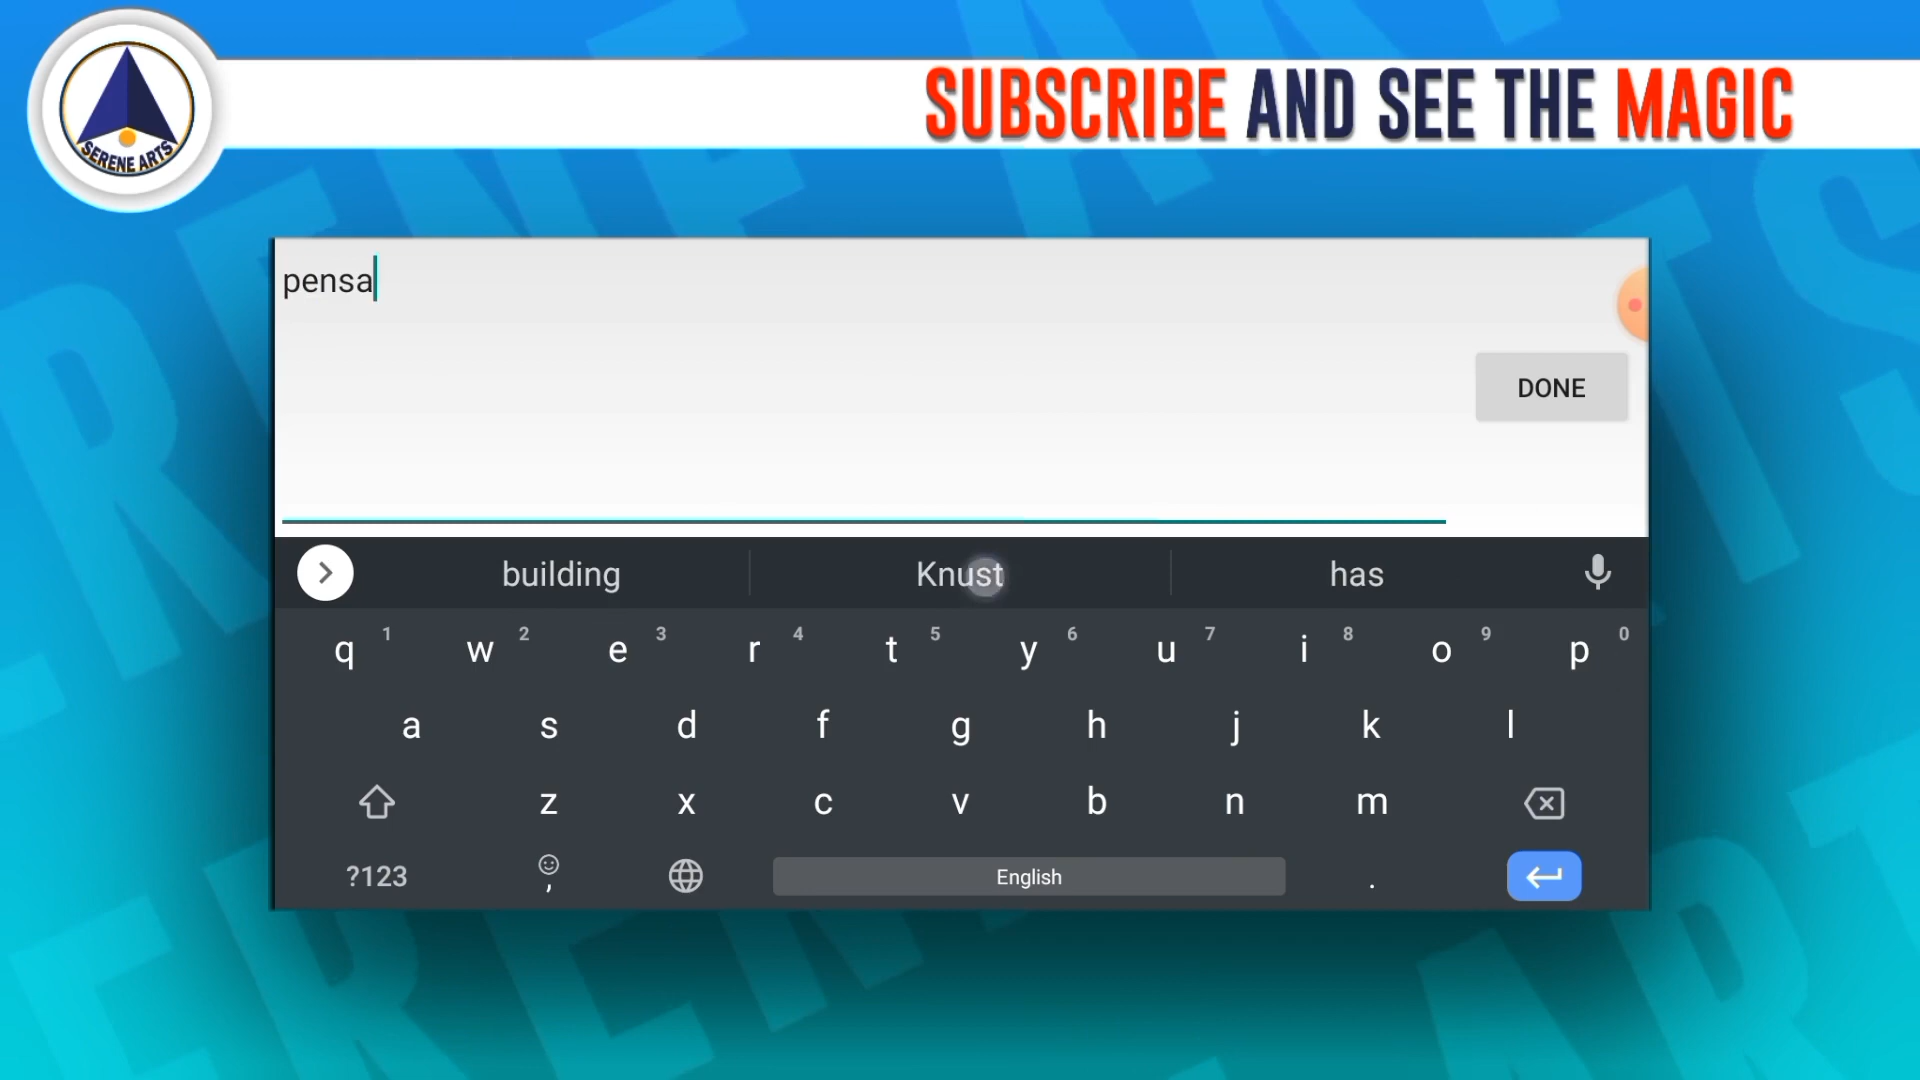 SERENE ARTS
SUBSCRIBE AND SEE THE MAGIC
pensa
DONE
building Knust has
q 1 w 2 e 3 r 4 t 5 y 6 u 7 i 8 o 9 p 0
a s d f g h j k l
z x c v b n m
?123 , English .